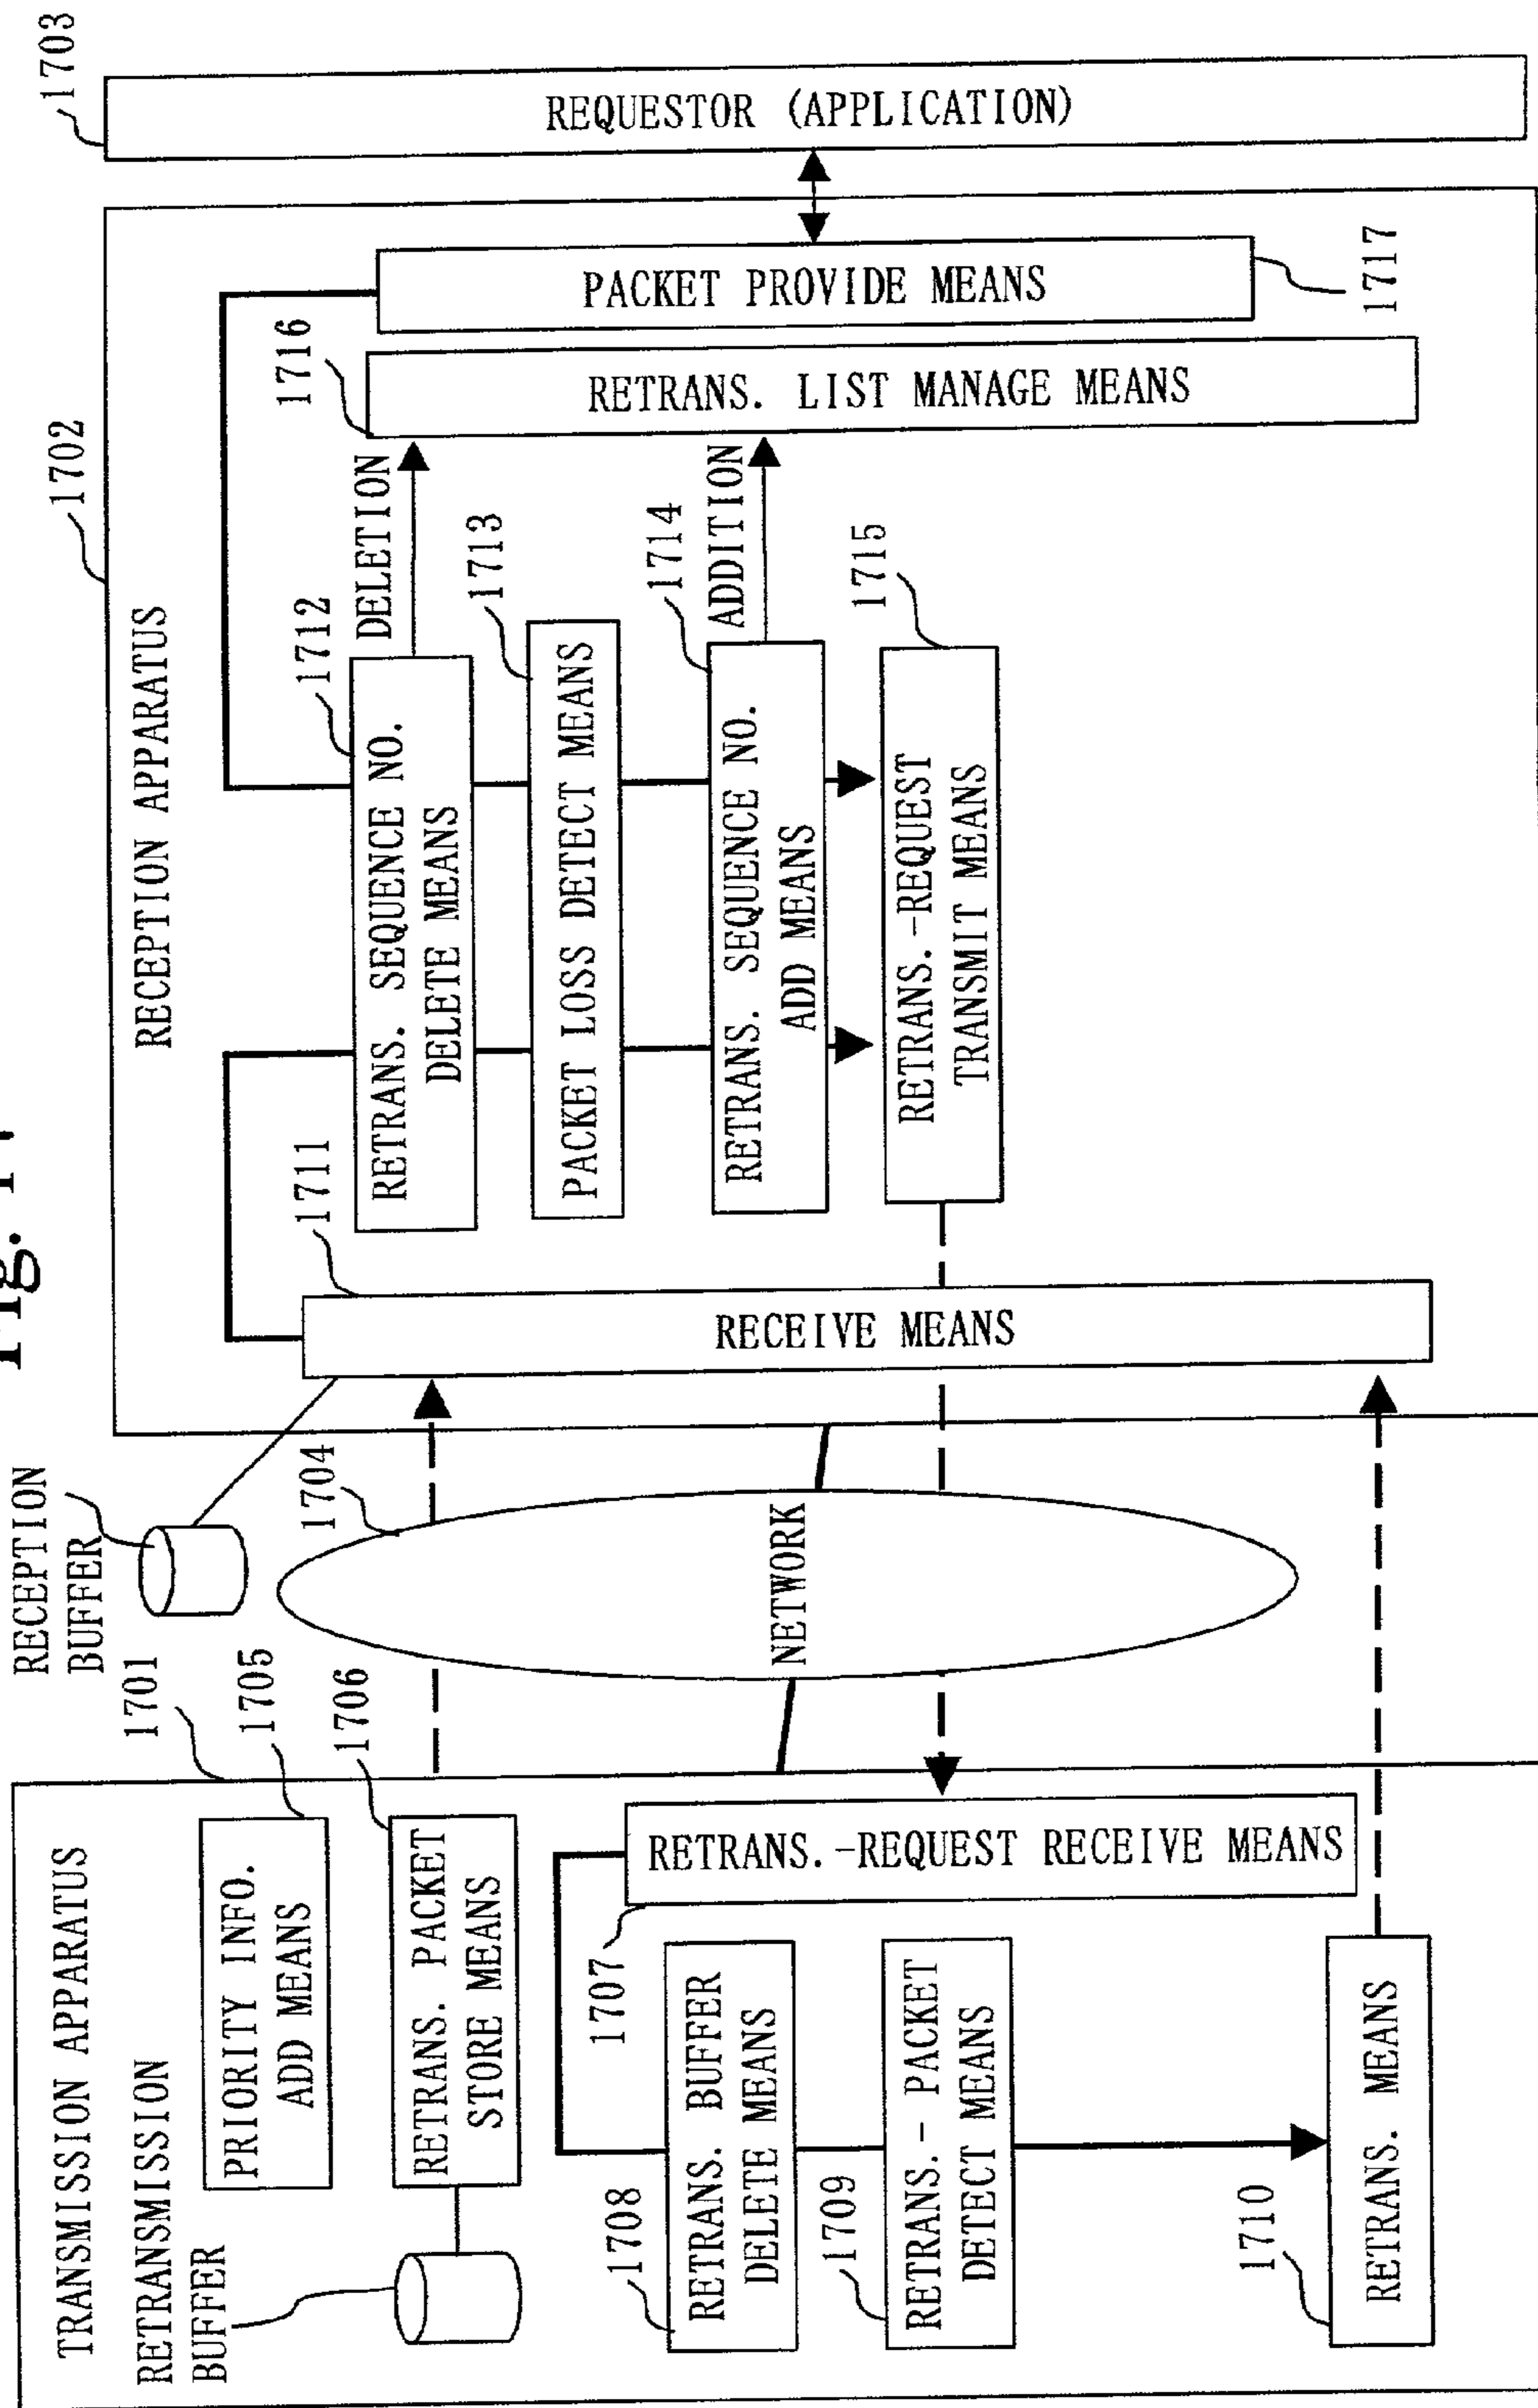 TRANSMISSION APPARATUS
RETRANSMISSION
BUFFER
1701
PRIORITY INFO.
ADD MEANS
1705
RETRANS. PACKET
STORE MEANS
1706
RETRANS.-REQUEST RECEIVE MEANS
1707
RETRANS. BUFFER
DELETE MEANS
1708
RETRANS.- PACKET
DETECT MEANS
1709
RETRANS. MEANS
1710
RECEPTION
BUFFER
1704
NETWORK
RECEPTION APPARATUS
1702
1711
RECEIVE MEANS
RETRANS. SEQUENCE NO.
DELETE MEANS
1712
DELETION
PACKET LOSS DETECT MEANS
1713
RETRANS. SEQUENCE NO.
ADD MEANS
1714
ADDITION
RETRANS.-REQUEST
TRANSMIT MEANS
1715
1716
RETRANS. LIST MANAGE MEANS
PACKET PROVIDE MEANS
1717
REQUESTOR (APPLICATION)
1703